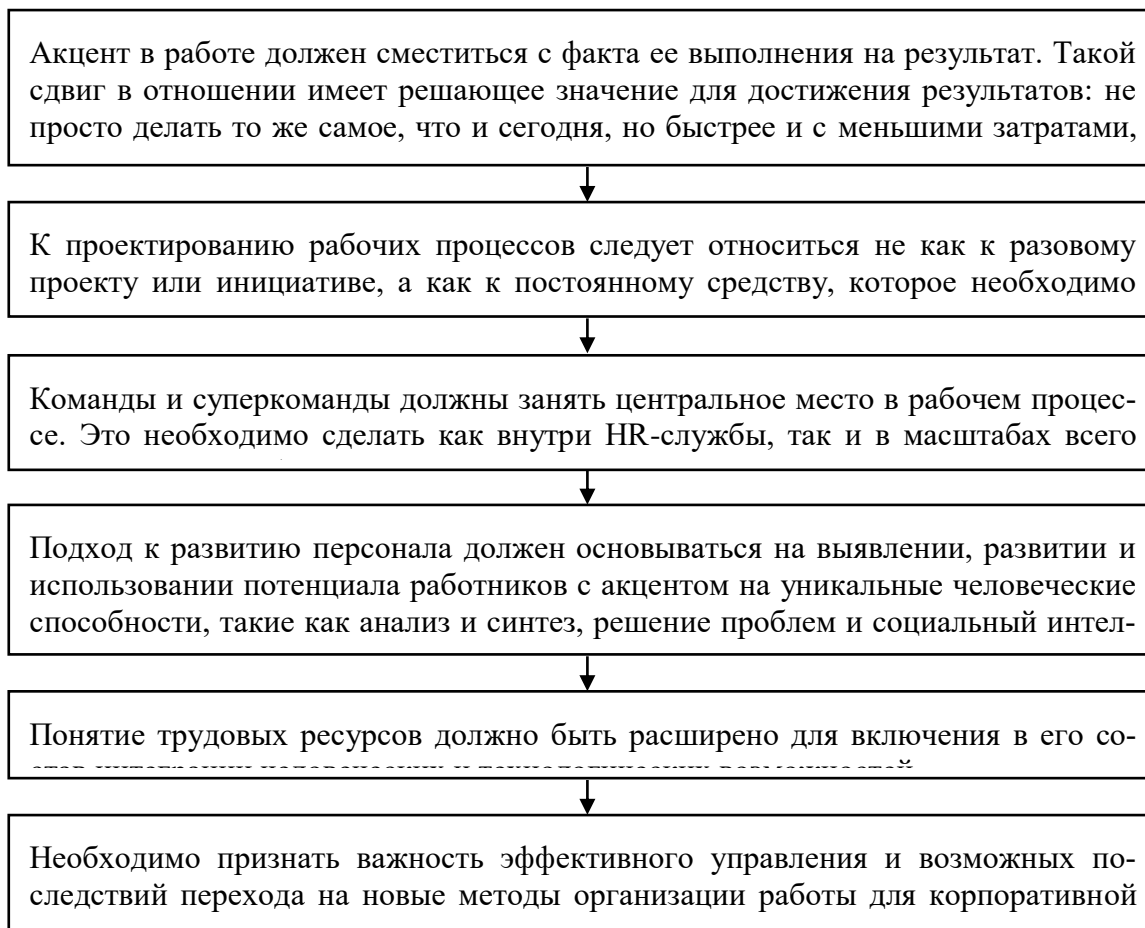 Акцент в работе должен сместиться с факта ее выполнения на результат. Такой
сдвиг в отношении имеет решающее значение для достижения результатов: не
просто делать то же самое, что и сегодня, но быстрее и с меньшими затратами,
К проектированию рабочих процессов следует относиться не как к разовому
проекту или инициативе, а как к постоянному средству, которое необходимо
Команды и суперкоманды должны занять центральное место в рабочем процес-
се. Это необходимо сделать как внутри HR-службы, так и в масштабах всего
Подход к развитию персонала должен основываться на выявлении, развитии и
использовании потенциала работников с акцентом на уникальные человеческие
способности, такие как анализ и синтез, решение проблем и социальный интел-
Понятие трудовых ресурсов должно быть расширено для включения в его со-
став интеграции человеческих и технологических возможностей
Необходимо признать важность эффективного управления и возможных по-
следствий перехода на новые методы организации работы для корпоративной